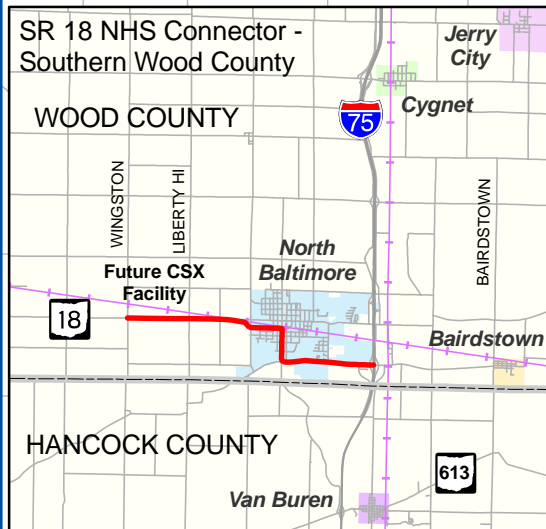 SR 18 NHS Connector -
Southern Wood County
Jerry
City
Cygnet
WOOD COUNTY
75
WINGSTON
LIBERTY HI
BAIRDSTOWN
North
Baltimore
Future CSX
Facility
18
Bairdstown
HANCOCK COUNTY
613
Van Buren